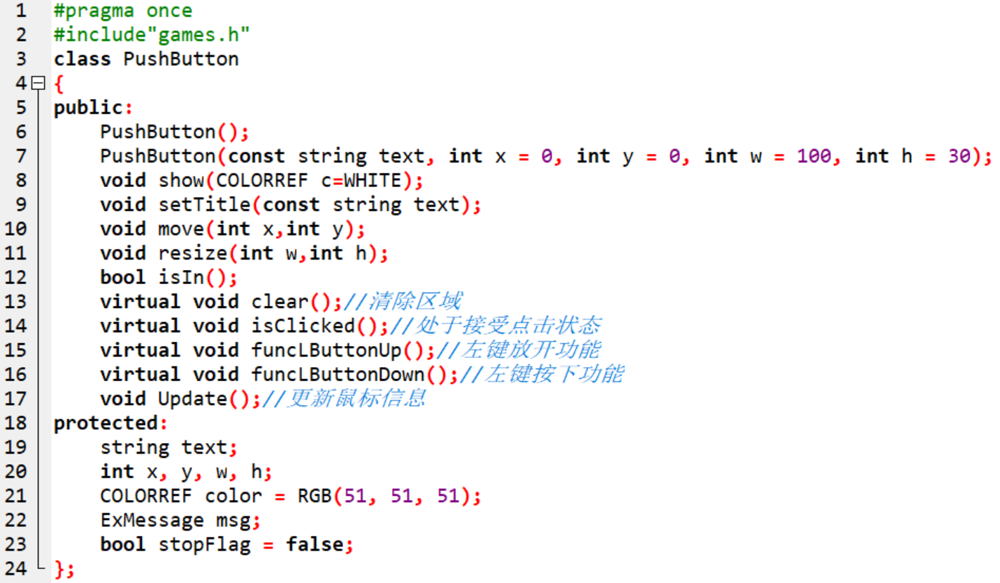 1 #pragma once
2 #include"games.h"
3 class PushButton
4 {
5 public:
6 PushButton();
7 PushButton(const string text, int x = 0, int y = 0, int w = 100, int h = 30);
8 void show(COLORREF c=WHITE);
9 void setTitle(const string text);
10 void move(int x,int y);
11 void resize(int w,int h);
12 bool isIn();
13 virtual void clear();//清除区域
14 virtual void isClicked();//处于接受点击状态
15 virtual void funcLButtonUp();//左键放开功能
16 virtual void funcLButtonDown();//左键按下功能
17 void Update();//更新鼠标信息
18 protected:
19 string text;
20 int x, y, w, h;
21 COLORREF color = RGB(51, 51, 51);
22 ExMessage msg;
23 bool stopFlag = false;
24 };